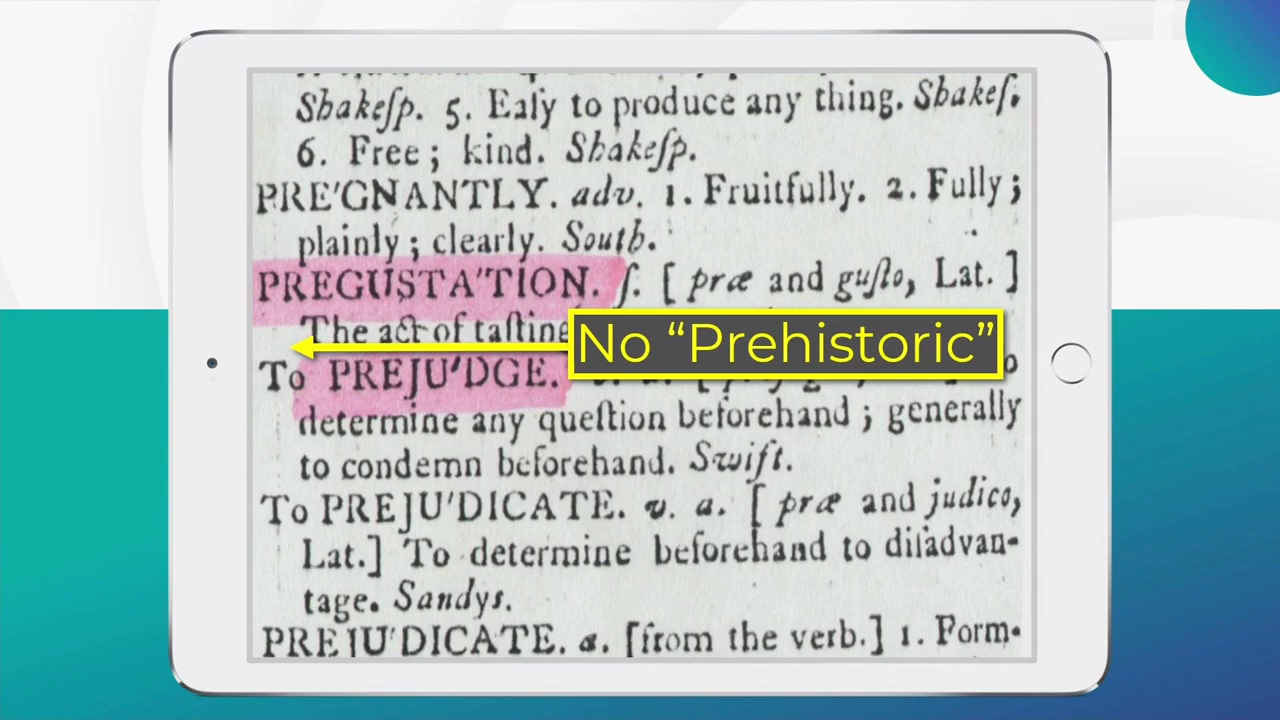 Shakeſp. 5. Eaſy to produce any thing. Shakeſ.
6. Free; kind. Shakeſp.
PRE'GNANTLY. adv. 1. Fruitfully. 2. Fully;
plainly; clearly. South.
PREGUSTA'TION. ſ. [præ and guſto, Lat.]
The act of taſting
No “Prehistoric”
To PREJU'DGE.
determine any queſtion beforehand; generally
to condemn beforehand. Swift.
To PREJU'DICATE. v. a. [præ and judico,
Lat.] To determine beforehand to diſadvan-
tage. Sandys.
PREJU'DICATE. a. [from the verb.] 1. Form-